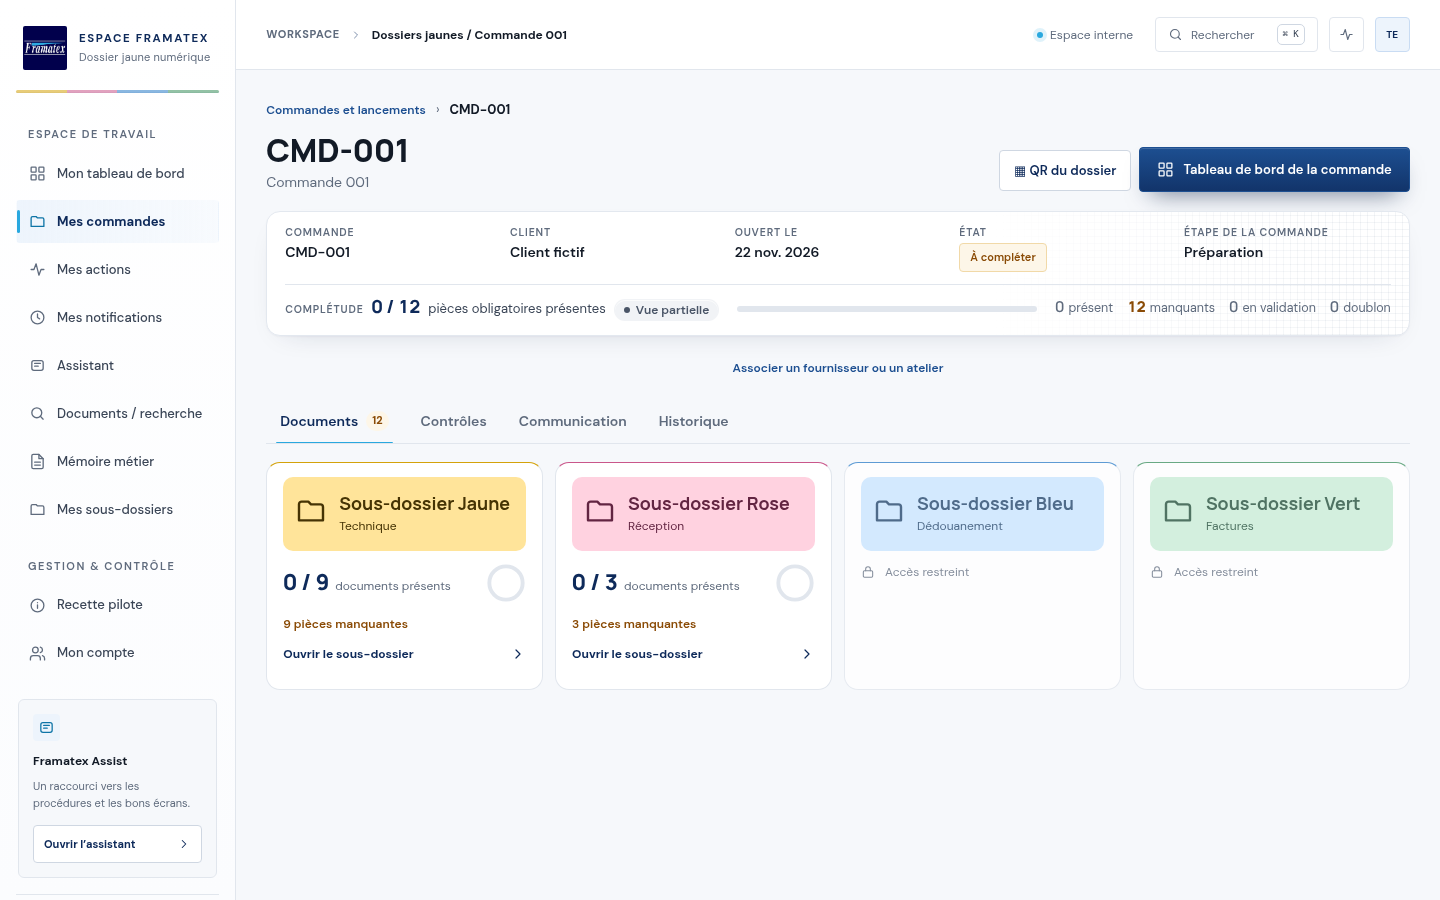 Framatex
ESPACE FRAMATEX
Dossier jaune numérique
ESPACE DE TRAVAIL
Mon tableau de bord
Mes commandes
Mes actions
Mes notifications
Assistant
Documents / recherche
Mémoire métier
Mes sous-dossiers
GESTION & CONTRÔLE
Recette pilote
Mon compte
Framatex Assist
Un raccourci vers les
procédures et les bons écrans.
Ouvrir l'assistant
WORKSPACE › Dossiers jaunes / Commande 001
Espace interne
Rechercher ⌘ K
TE
Commandes et lancements › CMD-001
CMD-001
Commande 001
QR du dossier
Tableau de bord de la commande
COMMANDE
CMD-001
CLIENT
Client fictif
OUVERT LE
22 nov. 2026
ÉTAT
À compléter
ÉTAPE DE LA COMMANDE
Préparation
COMPLÉTUDE 0 / 12 pièces obligatoires présentes Vue partielle 0 présent 12 manquants 0 en validation 0 doublon
Associer un fournisseur ou un atelier
Documents 12 Contrôles Communication Historique
Sous-dossier Jaune
Technique
0 / 9 documents présents
9 pièces manquantes
Ouvrir le sous-dossier
Sous-dossier Rose
Réception
0 / 3 documents présents
3 pièces manquantes
Ouvrir le sous-dossier
Sous-dossier Bleu
Dédouanement
Accès restreint
Sous-dossier Vert
Factures
Accès restreint